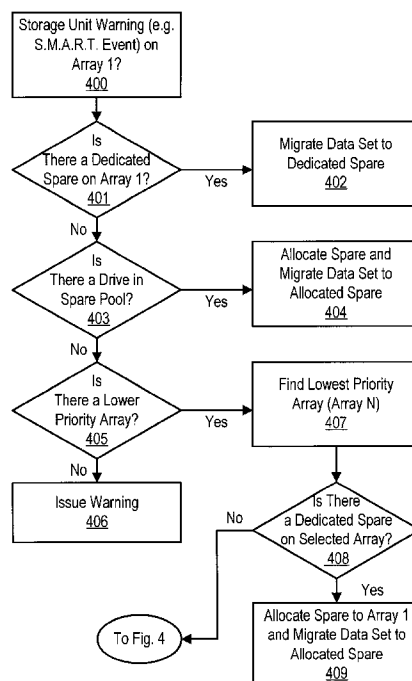 Storage Unit Warning (e.g.
S.M.A.R.T. Event) on
Array 1?
400
Is
There a Dedicated
Spare on Array 1?
401
Yes
Migrate Data Set to
Dedicated Spare
402
No
Is
There a Drive in
Spare Pool?
403
Yes
Allocate Spare and
Migrate Data Set to
Allocated Spare
404
No
Is
There a Lower
Priority Array?
405
Yes
Find Lowest Priority
Array (Array N)
407
No
Issue Warning
406
Is There
a Dedicated Spare
on Selected Array?
408
No
Yes
To Fig. 4
Allocate Spare to Array 1
and Migrate Data Set to
Allocated Spare
409